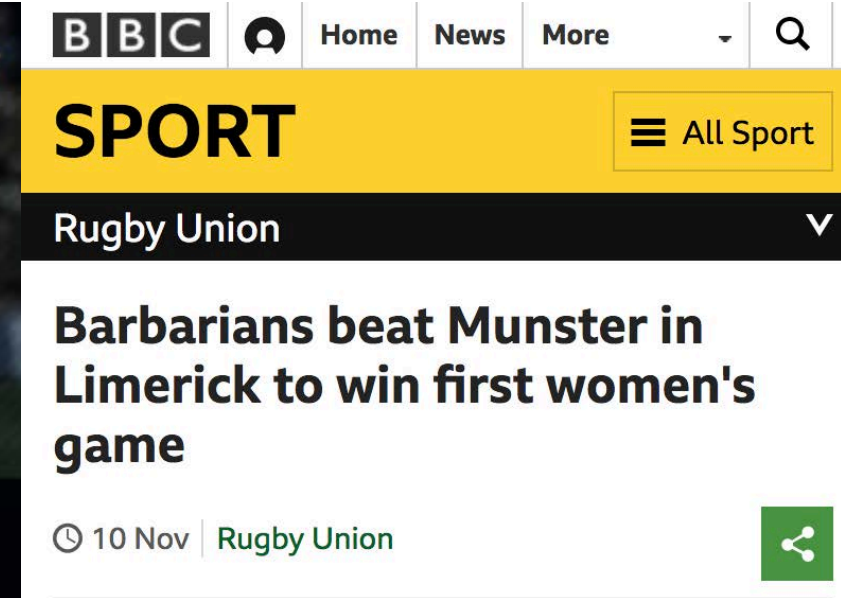 BBC Home News More
SPORT
All Sport
Rugby Union
Barbarians beat Munster in
Limerick to win first women's
game
10 Nov Rugby Union